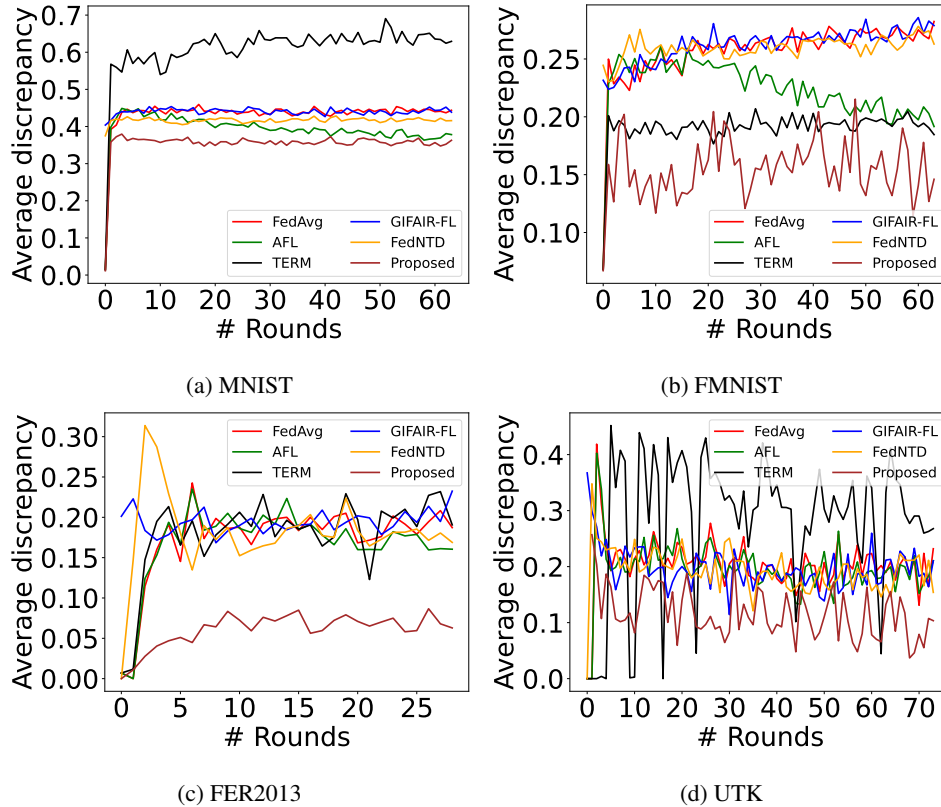 Average discrepancy
0.7
0.6
0.5
0.4
0.3
0.2
0.1
0.0
FedAvg
AFL
TERM
GIFAIR-FL
FedNTD
Proposed
0 10 20 30 40 50 60
# Rounds
(a) MNIST
Average discrepancy
0.25
0.20
0.15
0.10
FedAvg
AFL
TERM
GIFAIR-FL
FedNTD
Proposed
0 10 20 30 40 50 60
# Rounds
(b) FMNIST
Average discrepancy
0.30
0.25
0.20
0.15
0.10
0.05
0.00
FedAvg
AFL
TERM
GIFAIR-FL
FedNTD
Proposed
0 5 10 15 20 25
# Rounds
(c) FER2013
Average discrepancy
0.4
0.3
0.2
0.1
0.0
FedAvg
AFL
TERM
GIFAIR-FL
FedNTD
Proposed
0 10 20 30 40 50 60 70
# Rounds
(d) UTK